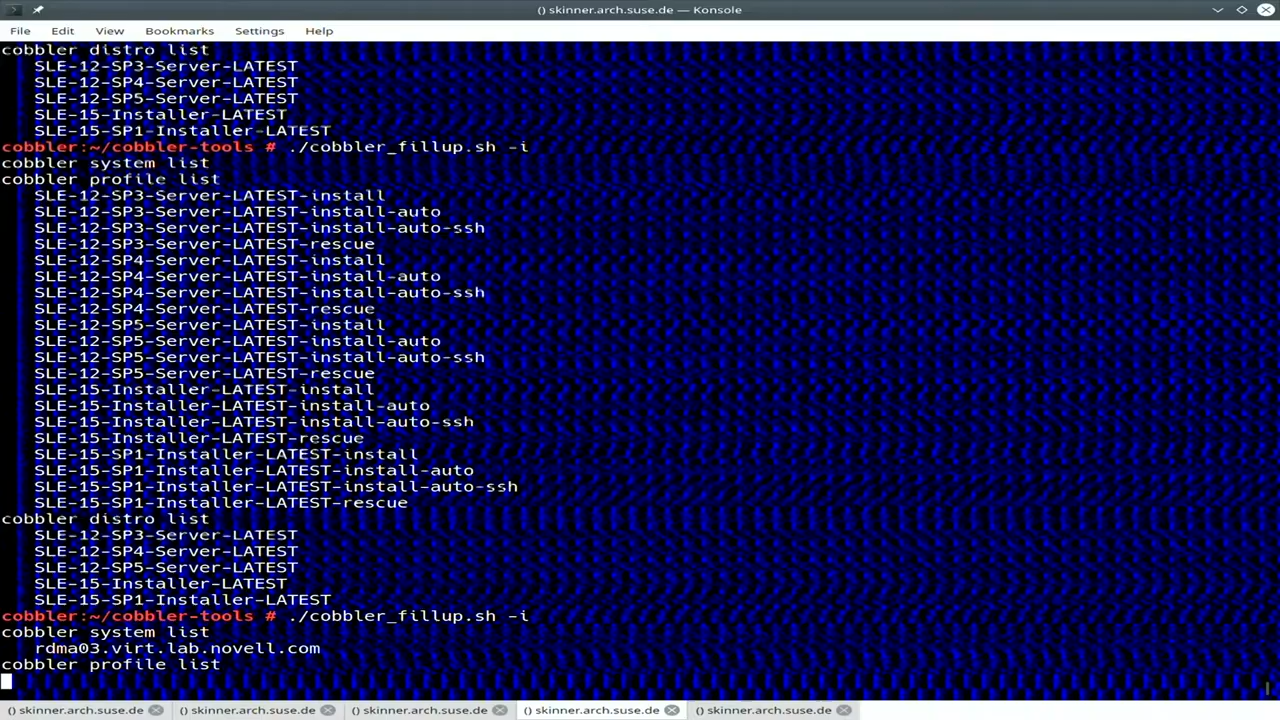 () skinner.arch.suse.de — Konsole
File Edit View Bookmarks Settings Help
cobbler distro list
SLE-12-SP3-Server-LATEST
SLE-12-SP4-Server-LATEST
SLE-12-SP5-Server-LATEST
SLE-15-Installer-LATEST
SLE-15-SP1-Installer-LATEST
cobbler:~/cobbler-tools # ./cobbler_fillup.sh -i
cobbler system list
cobbler profile list
SLE-12-SP3-Server-LATEST-install
SLE-12-SP3-Server-LATEST-install-auto
SLE-12-SP3-Server-LATEST-install-auto-ssh
SLE-12-SP3-Server-LATEST-rescue
SLE-12-SP4-Server-LATEST-install
SLE-12-SP4-Server-LATEST-install-auto
SLE-12-SP4-Server-LATEST-install-auto-ssh
SLE-12-SP4-Server-LATEST-rescue
SLE-12-SP5-Server-LATEST-install
SLE-12-SP5-Server-LATEST-install-auto
SLE-12-SP5-Server-LATEST-install-auto-ssh
SLE-12-SP5-Server-LATEST-rescue
SLE-15-Installer-LATEST-install
SLE-15-Installer-LATEST-install-auto
SLE-15-Installer-LATEST-install-auto-ssh
SLE-15-Installer-LATEST-rescue
SLE-15-SP1-Installer-LATEST-install
SLE-15-SP1-Installer-LATEST-install-auto
SLE-15-SP1-Installer-LATEST-install-auto-ssh
SLE-15-SP1-Installer-LATEST-rescue
cobbler distro list
SLE-12-SP3-Server-LATEST
SLE-12-SP4-Server-LATEST
SLE-12-SP5-Server-LATEST
SLE-15-Installer-LATEST
SLE-15-SP1-Installer-LATEST
cobbler:~/cobbler-tools # ./cobbler_fillup.sh -i
cobbler system list
rdma03.virt.lab.novell.com
cobbler profile list
() skinner.arch.suse.de () skinner.arch.suse.de () skinner.arch.suse.de () skinner.arch.suse.de () skinner.arch.suse.de